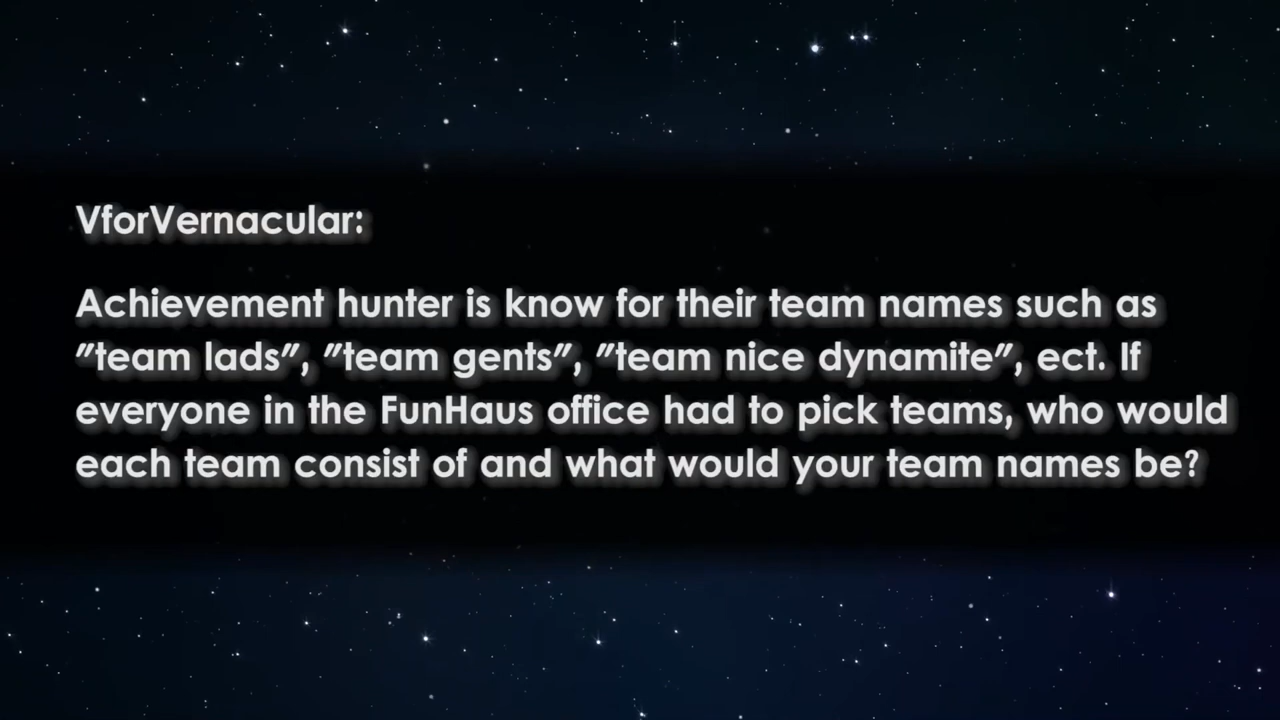 VforVernacular:
Achievement hunter is know for their team names such as
"team lads", "team gents", "team nice dynamite", ect. If
everyone in the FunHaus office had to pick teams, who would
each team consist of and what would your team names be?